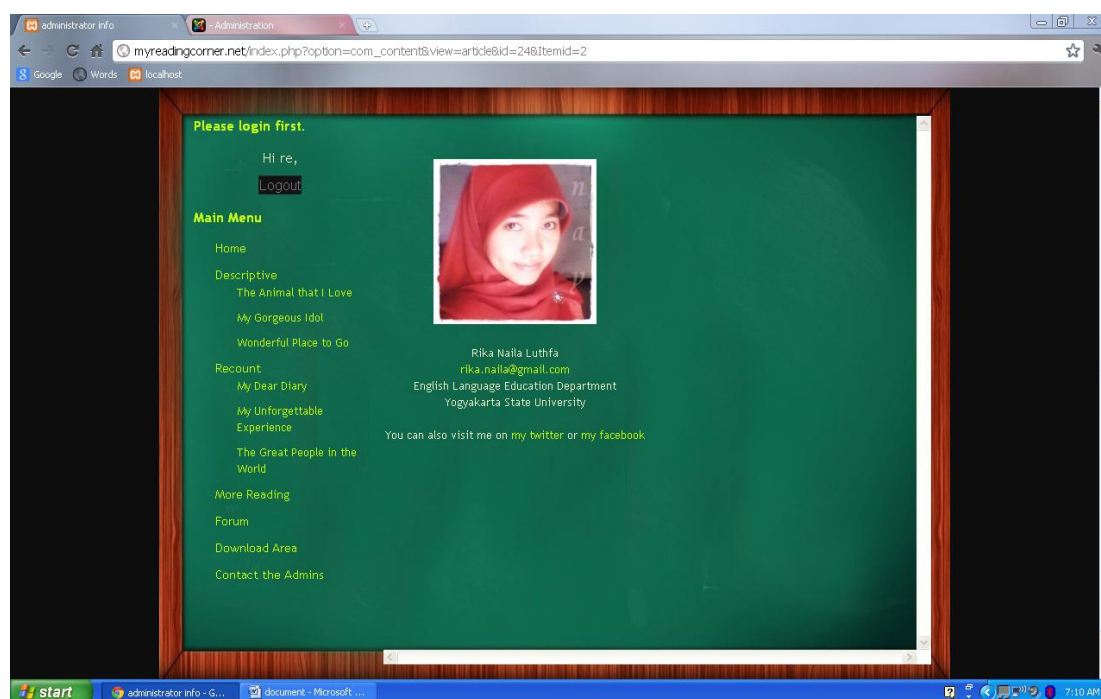 administrator info
- Administration
myreadingcorner.net/index.php?option=com_content&view=article&id=24&Itemid=2
Google
Words
localhost
Please login first.
Hi re,
Logout
Main Menu
Home
Descriptive
The Animal that I Love
My Gorgeous Idol
Wonderful Place to Go
Recount
My Dear Diary
My Unforgettable
Experience
The Great People in the
World
More Reading
Forum
Download Area
Contact the Admins
n
a
y
Rika Naila Luthfa
rika.naila@gmail.com
English Language Education Department
Yogyakarta State University
You can also visit me on my twitter or my facebook
start
administrator info - G...
document - Microsoft ...
7:10 AM